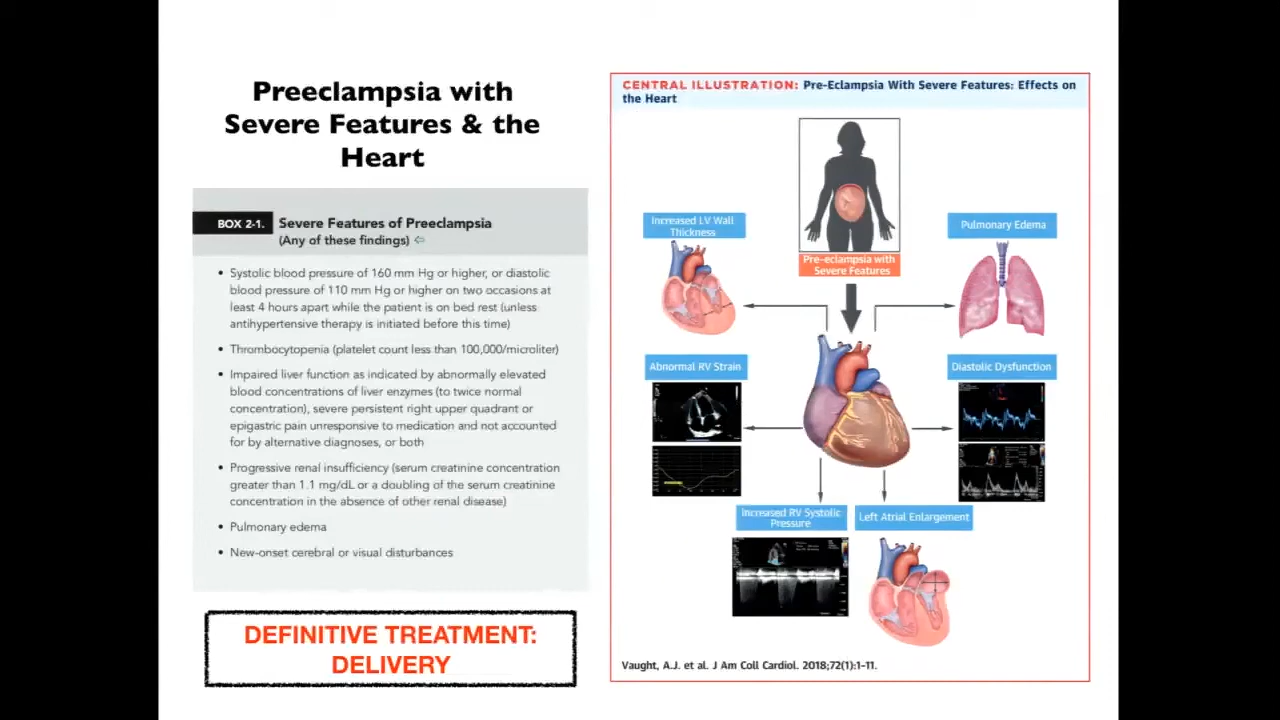 Preeclampsia with
Severe Features & the
Heart
BOX 2-1.
Severe Features of Preeclampsia
(Any of these findings)
• Systolic blood pressure of 160 mm Hg or higher, or diastolic
blood pressure of 110 mm Hg or higher on two occasions at
least 4 hours apart while the patient is on bed rest (unless
antihypertensive therapy is initiated before this time)
• Thrombocytopenia (platelet count less than 100,000/microliter)
• Impaired liver function as indicated by abnormally elevated
blood concentrations of liver enzymes (to twice normal
concentration), severe persistent right upper quadrant or
epigastric pain unresponsive to medication and not accounted
for by alternative diagnoses, or both
• Progressive renal insufficiency (serum creatinine concentration
greater than 1.1 mg/dL or a doubling of the serum creatinine
concentration in the absence of other renal disease)
• Pulmonary edema
• New-onset cerebral or visual disturbances
DEFINITIVE TREATMENT:
DELIVERY
CENTRAL ILLUSTRATION: Pre-Eclampsia With Severe Features: Effects on
the Heart
Pre-eclampsia with
Severe Features
Increased LV Wall
Thickness
Pulmonary Edema
Abnormal RV Strain
Diastolic Dysfunction
Increased RV Systolic
Pressure
Left Atrial Enlargement
Vaught, A.J. et al. J Am Coll Cardiol. 2018;72(1):1-11.